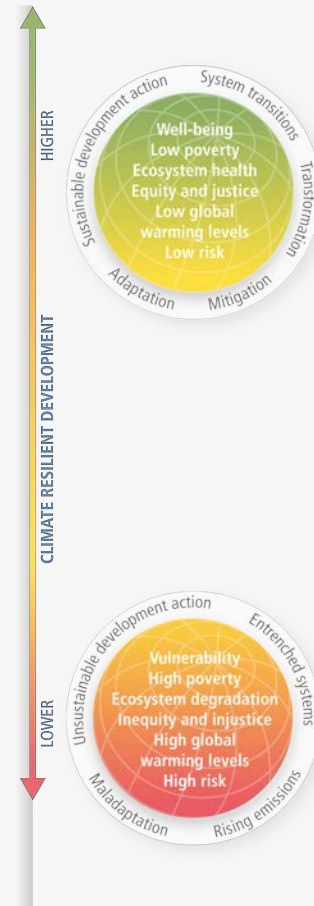 HIGHER
CLIMATE RESILIENT DEVELOPMENT
LOWER
Sustainable development action
System transitions
Transformation
Mitigation
Adaptation
Well-being
Low poverty
Ecosystem health
Equity and justice
Low global
warming levels
Low risk
Unsustainable development action
Entrenched systems
Rising emissions
Maladaptation
Vulnerability
High poverty
Ecosystem degradation
Inequity and injustice
High global
warming levels
High risk